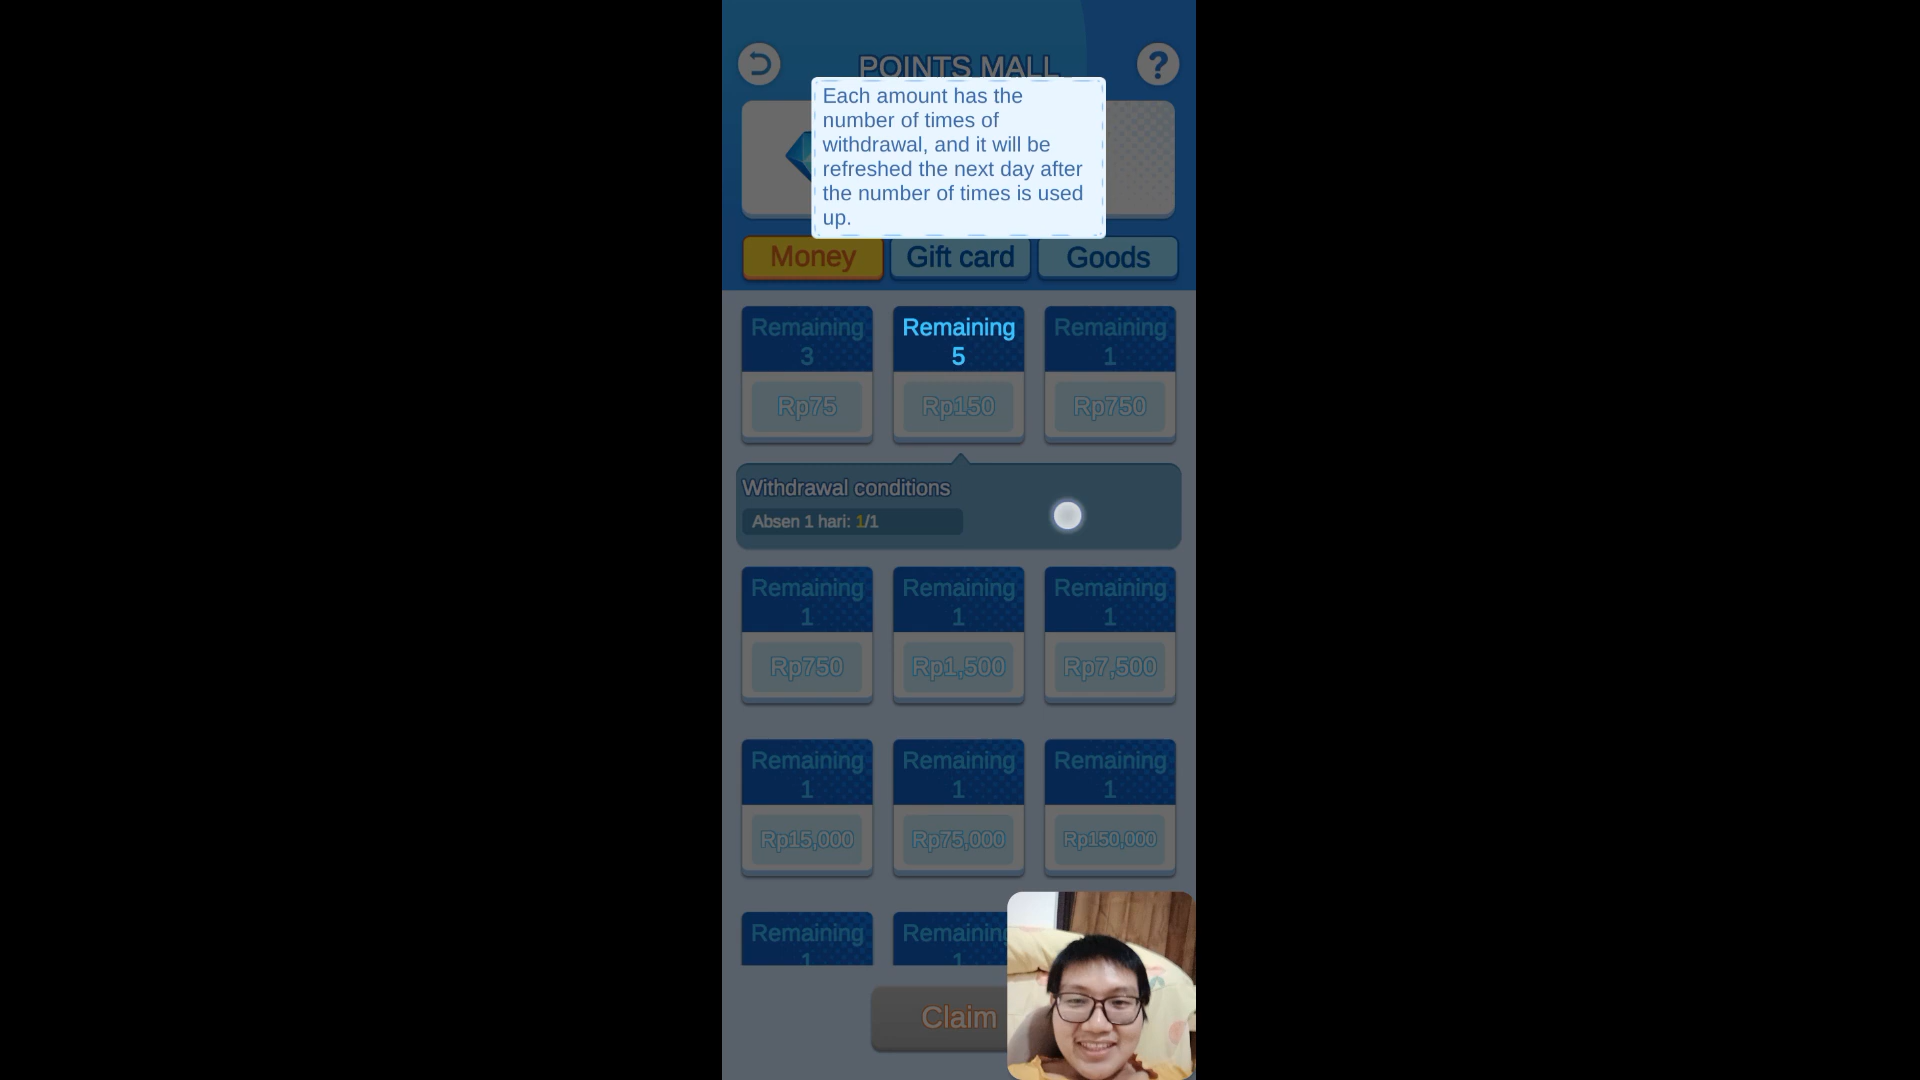 POINTS MALL
Each amount has the
number of times of
withdrawal, and it will be
refreshed the next day after
the number of times is used
up.
Money
Gift card
Goods
Remaining
3
Remaining
5
Remaining
1
Rp75
Rp150
Rp750
Withdrawal conditions
Absen 1 hari: 1/1
Remaining
1
Remaining
1
Remaining
1
Rp750
Rp1,500
Rp7,500
Remaining
1
Remaining
1
Remaining
1
Rp15,000
Rp75,000
Rp150,000
Remaining
1
Remaining
1
Claim